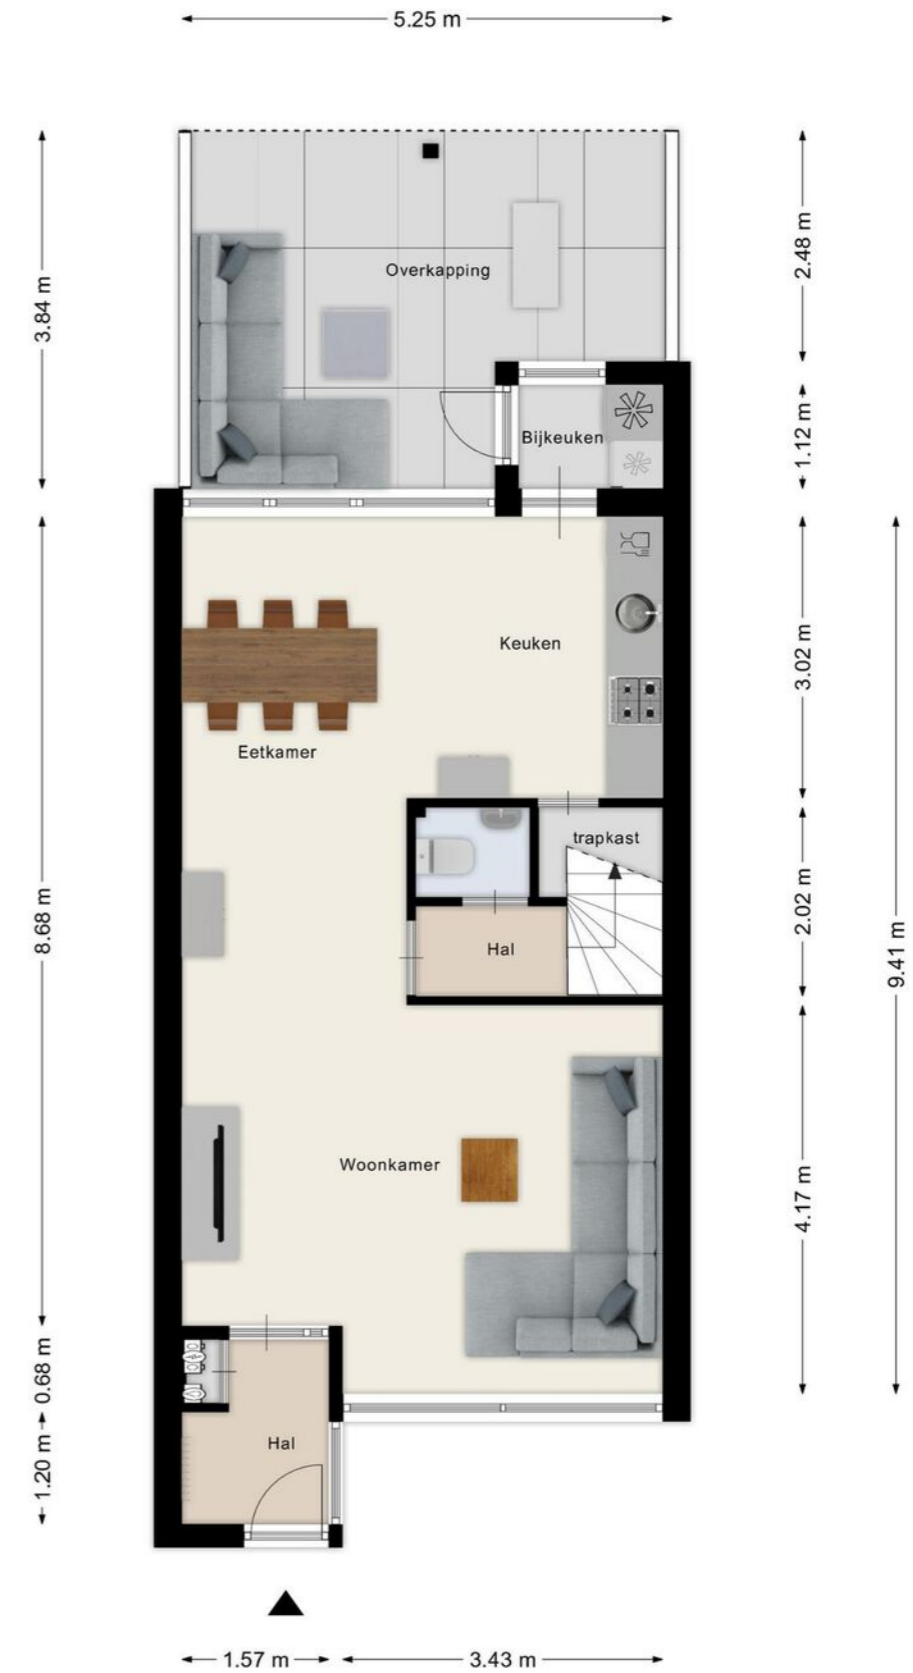 5.25 m
3.84 m
2.48 m
Overkapping
1.12 m
Bijkeuken
3.02 m
Keuken
Eetkamer
trapkast
2.02 m
8.68 m
9.41 m
Hal
Woonkamer
4.17 m
0.68 m
Hal
1.20 m
1.57 m
3.43 m